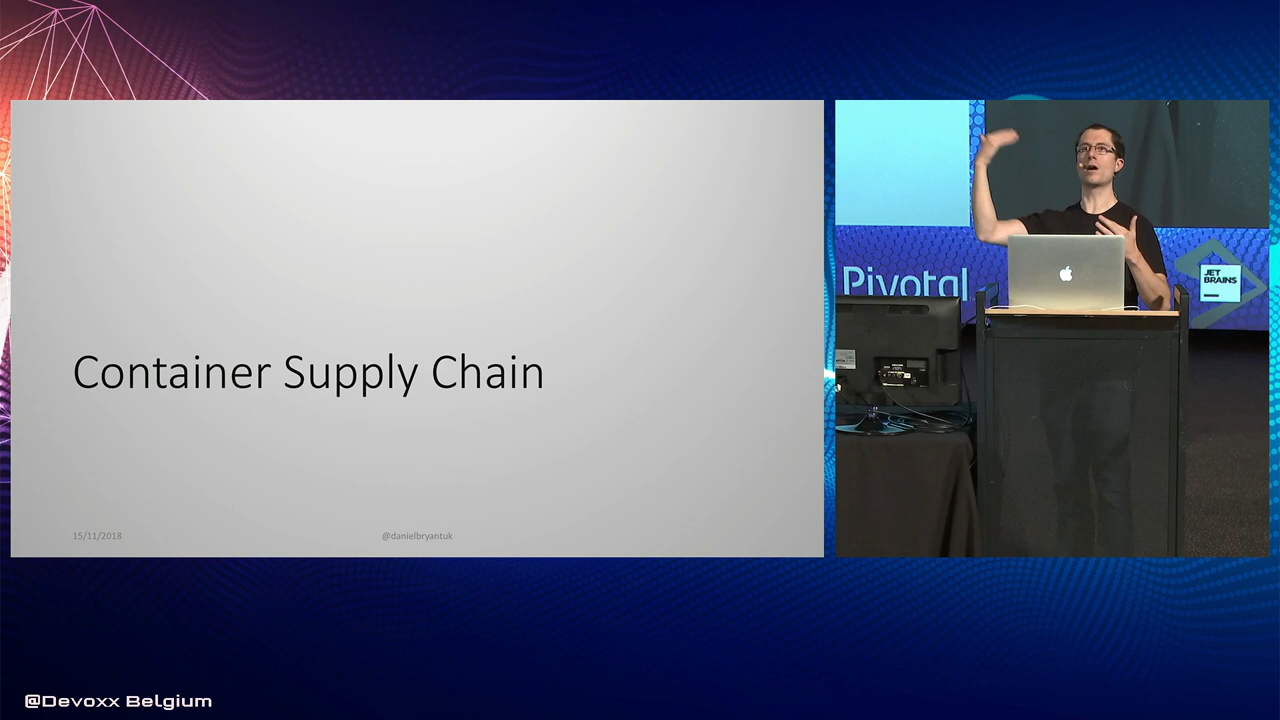 Container Supply Chain
15/11/2018
@danielbryantuk
Pivotal
JET
BRAINS
@Devoxx Belgium